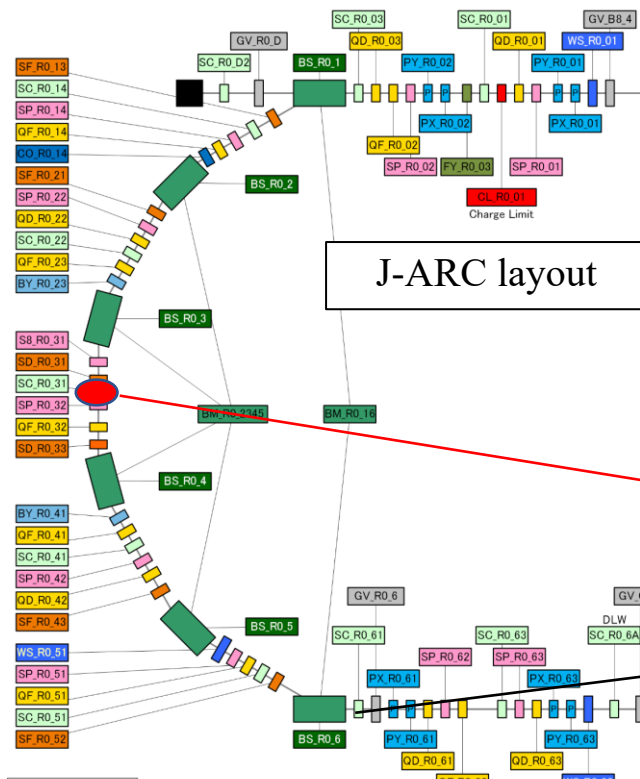 SC_R0_03
SC_R0_01
GV_R0_D
QD_R0_03
QD_R0_01
GV_B8_4
SC_R0_D2
BS_R0_1
PY_R0_02
PY_R0_01
WS_R0_01
P P
P P
QF_R0_02
PX_R0_02
PX_R0_01
SP_R0_02
FY_R0_03
SP_R0_01
CL_R0_01
Charge Limit
J-ARC layout
SF_R0_13
SC_R0_14
SP_R0_14
QF_R0_14
CO_R0_14
SF_R0_21
SP_R0_22
QD_R0_22
SC_R0_22
QF_R0_23
BY_R0_23
BS_R0_2
S8_R0_31
SD_R0_31
SC_R0_31
SP_R0_32
QF_R0_32
SD_R0_33
BS_R0_3
BM_R0_2345
BM_R0_16
BS_R0_4
BY_R0_41
QF_R0_41
SC_R0_41
SP_R0_42
QD_R0_42
SF_R0_43
WS_R0_51
SP_R0_51
QF_R0_51
SC_R0_51
SF_R0_52
BS_R0_5
GV_R0_6
DLW
SC_R0_61
SC_R0_63
SC_R0_6A
SP_R0_62
SP_R0_63
PX_R0_61
PX_R0_63
P P
P P
BS_R0_6
PY_R0_61
PY_R0_63
QD_R0_61
QD_R0_63